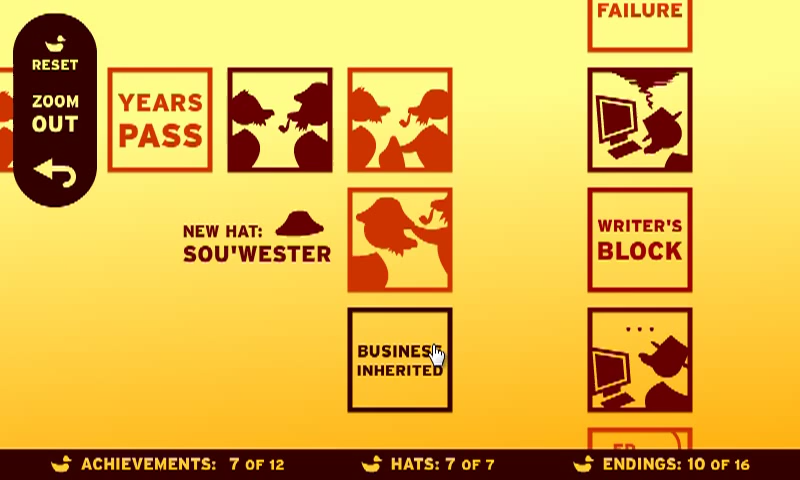 FAILURE
RESET
ZOOM
OUT
YEARS
PASS
NEW HAT:
SOU'WESTER
WRITER'S
BLOCK
BUSINESS
INHERITED
...
ACHIEVEMENTS: 7 OF 12
HATS: 7 OF 7
ENDINGS: 10 OF 16